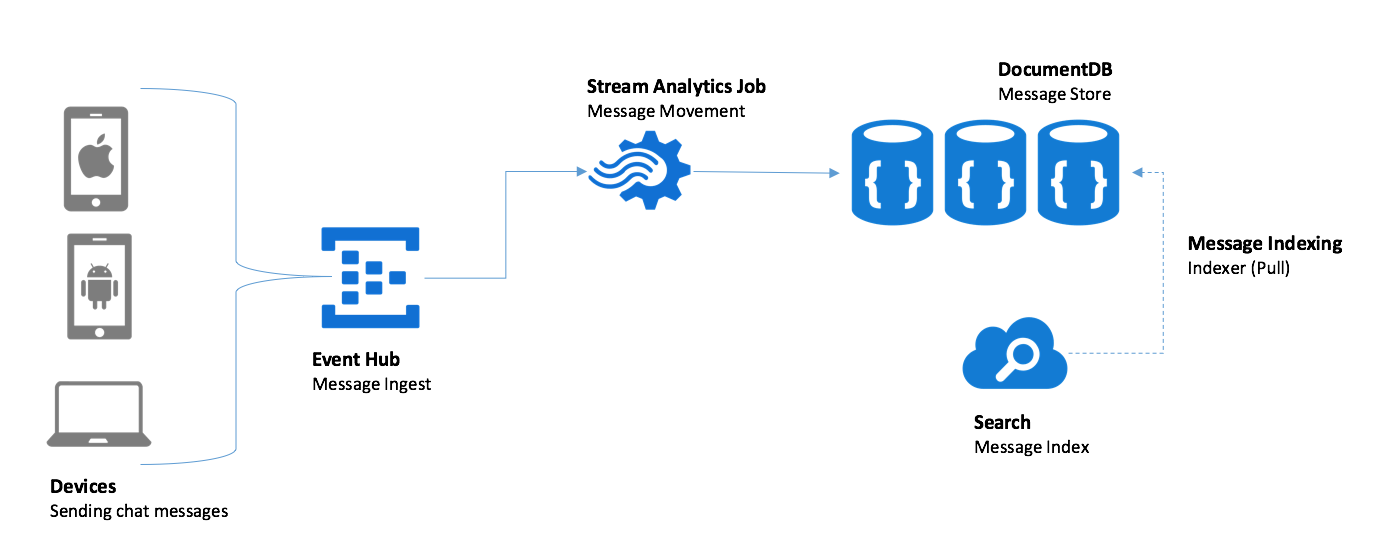 Stream Analytics Job
Message Movement
DocumentDB
Message Store
{ }
{ }
{ }
Message Indexing
Indexer (Pull)
Event Hub
Message Ingest
Search
Message Index
Devices
Sending chat messages